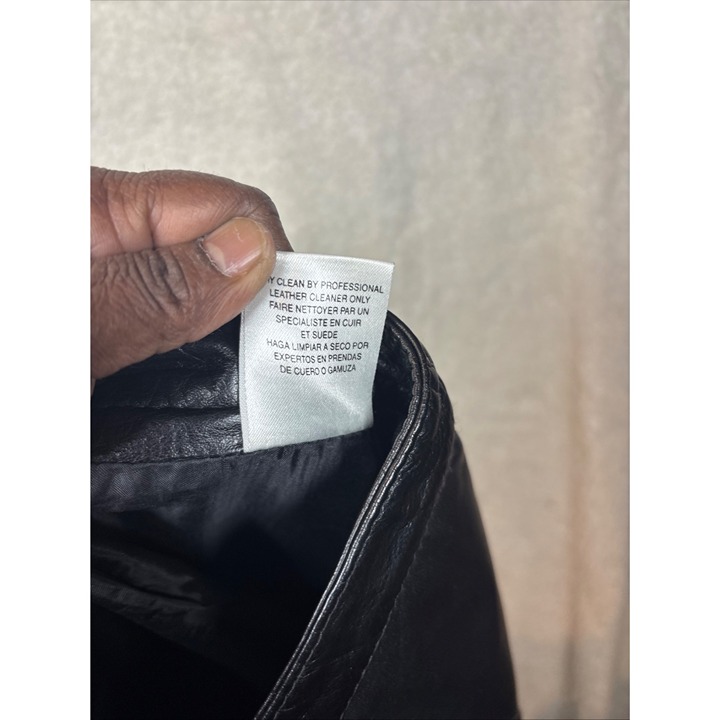 CLEAN BY PROFESSIONAL
LEATHER CLEANER ONLY
FAIRE NETTOYER PAR UN
SPECIALISTE EN CUIR
ET SUEDE
HAGA LIMPIAR A SECO POR
EXPERTOS EN PRENDAS
DE CUERO O GAMUZA